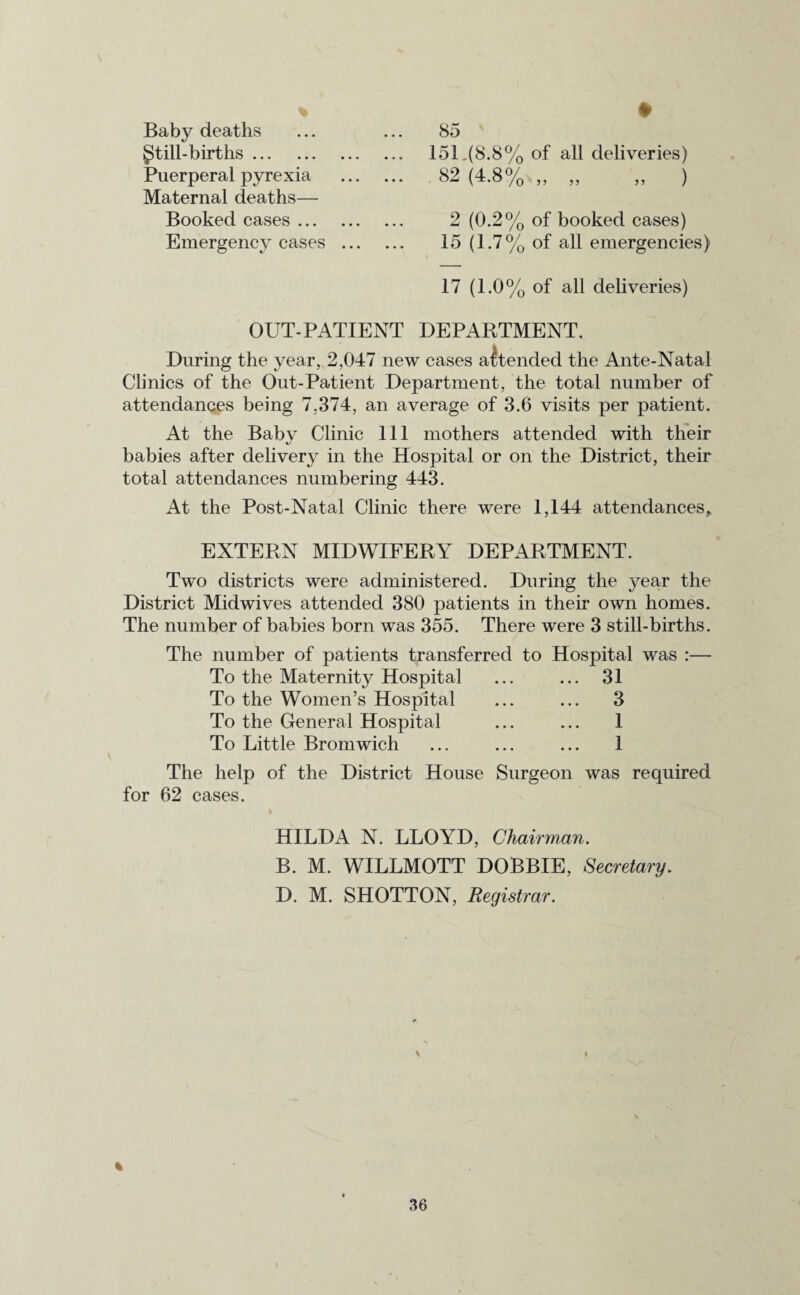 Baby deaths ... ... 85
Still-births ... ... ... ... 151 (8.8% of all deliveries)
Puerperal pyrexia ... ... 82 (4.8% ,, ,, ,, )
Maternal deaths—
Booked cases ... ... ... 2 (0.2% of booked cases)
Emergency cases ... ... 15 (1.7% of all emergencies)
17 (1.0% of all deliveries)
OUT-PATIENT DEPARTMENT.
During the year, 2,047 new cases attended the Ante-Natal
Clinics of the Out-Patient Department, the total number of
attendances being 7,374, an average of 3.6 visits per patient.
At the Baby Clinic 111 mothers attended with their
babies after delivery in the Hospital or on the District, their
total attendances numbering 443.
At the Post-Natal Clinic there were 1,144 attendances,
EXTERN MIDWIFERY DEPARTMENT.
Two districts were administered. During the year the
District Midwives attended 380 patients in their own homes.
The number of babies born was 355. There were 3 still-births.
The number of patients transferred to Hospital was :—
To the Maternity Hospital ... ... 31
To the Women's Hospital ... ... 3
To the General Hospital ... ... 1
To Little Bromwich ... ... ... 1
The help of the District House Surgeon was required
for 62 cases.
HILDA N. LLOYD, Chairman.
B. M. WILLMOTT DOBBIE, Secretary.
D. M. SHOTTON, Registrar.
36